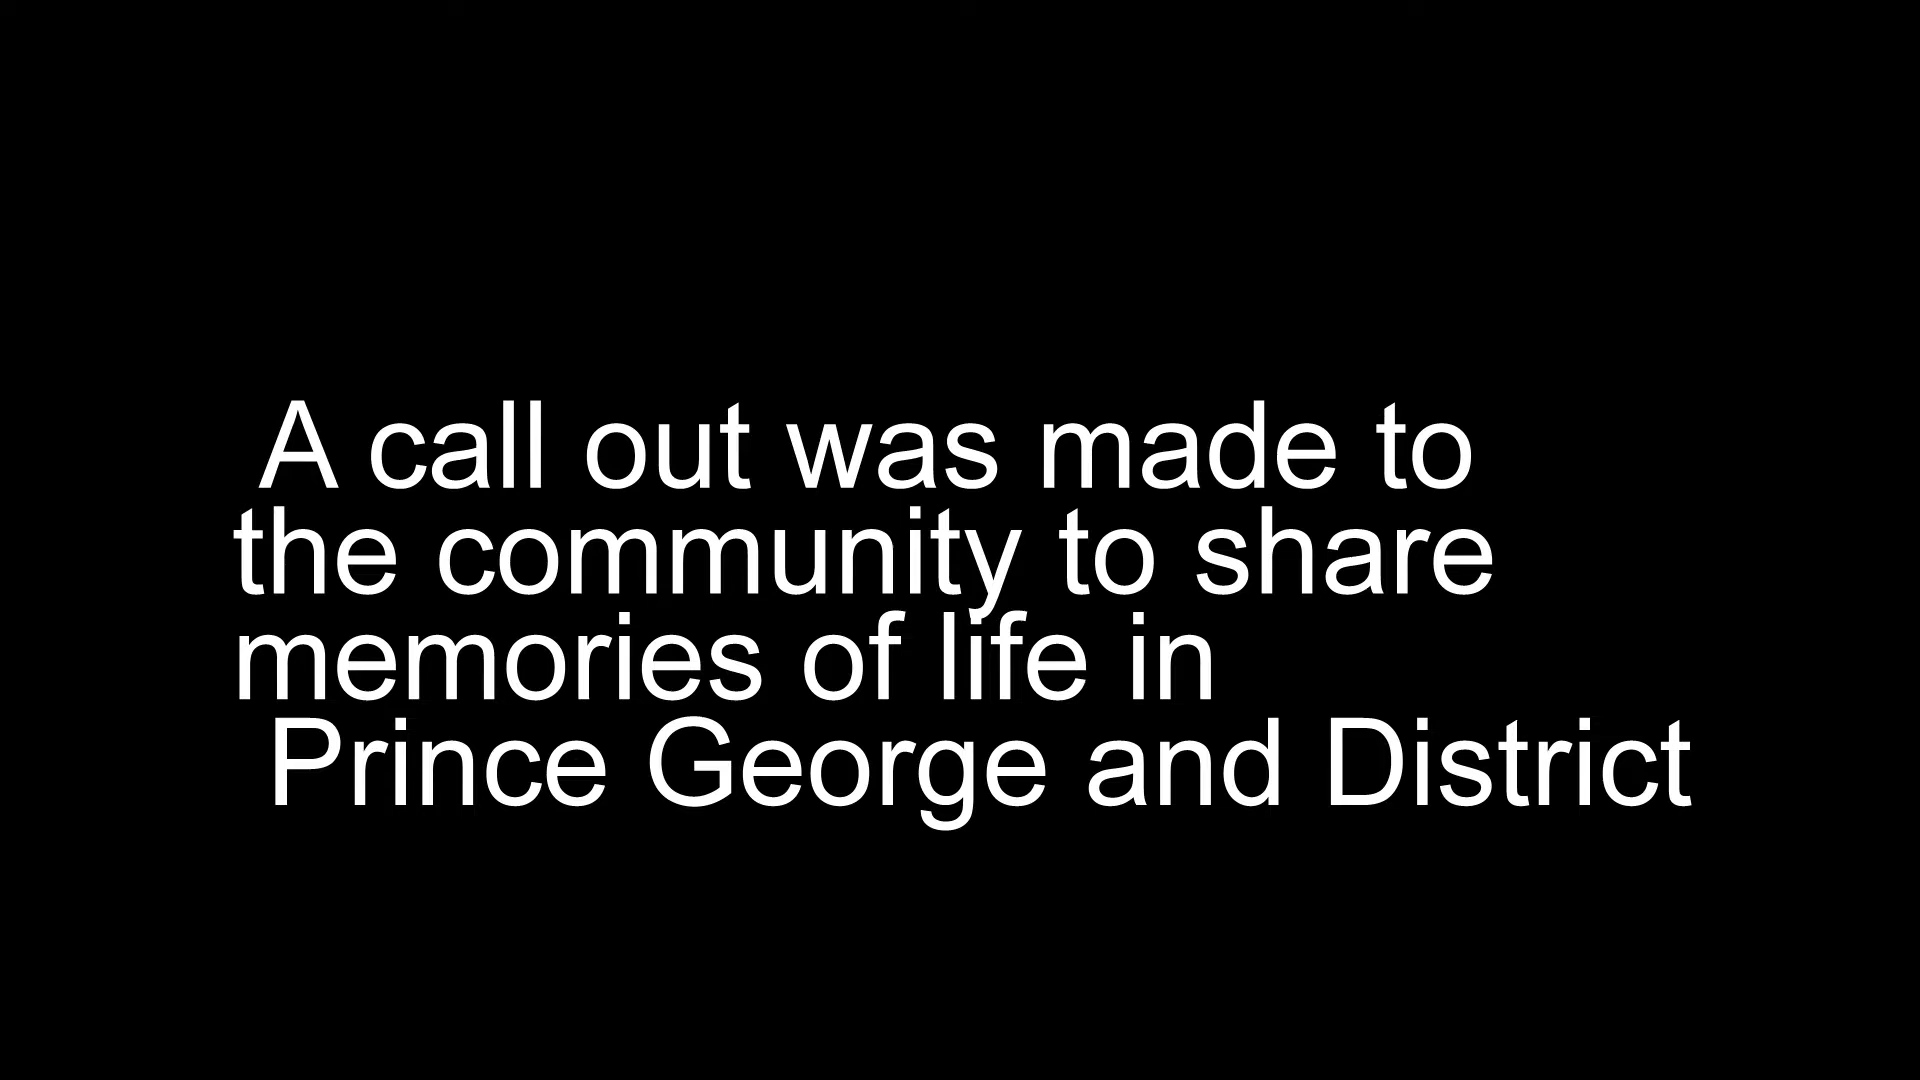 A call out was made to
the community to share
memories of life in
Prince George and District